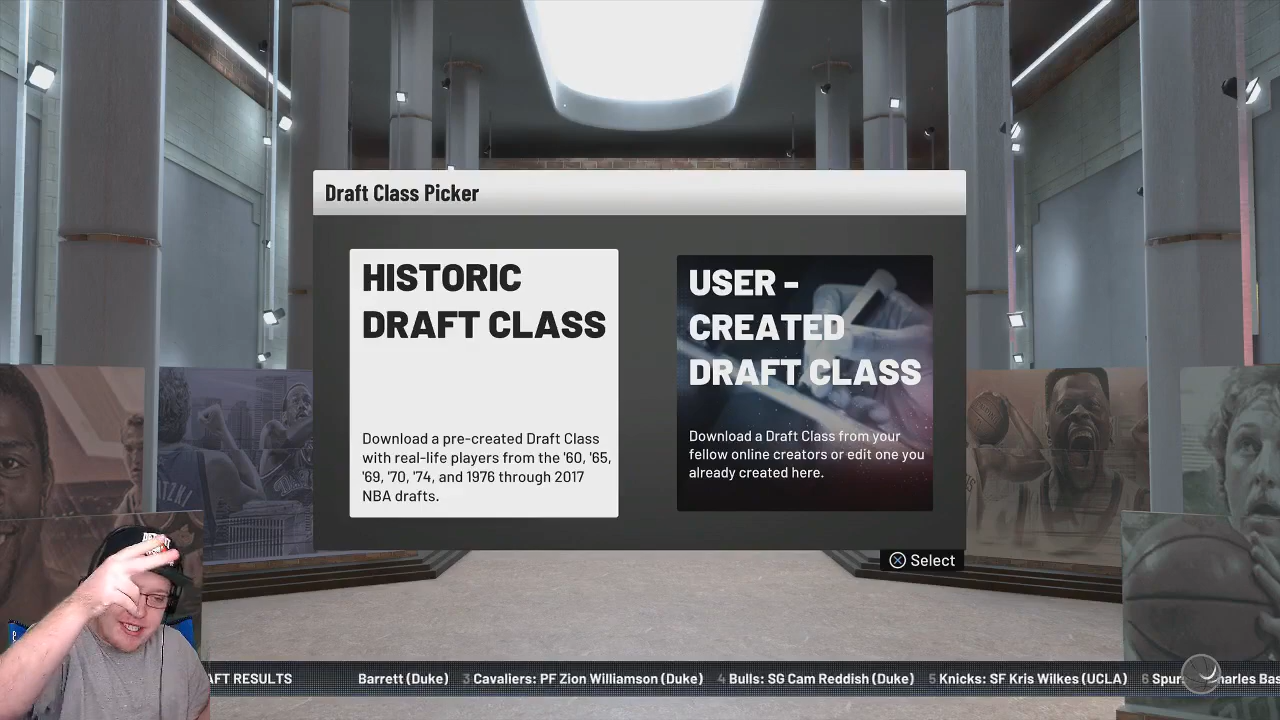 Draft Class Picker
HISTORIC
DRAFT CLASS
Download a pre-created Draft Class
with real-life players from the '60, '65,
'69, '70, '74, and 1976 through 2017
NBA drafts.
USER -
CREATED
DRAFT CLASS
Download a Draft Class from your
fellow online creators or edit one you
already created here.
Select
AFT RESULTS Barrett (Duke) 3 Cavaliers: PF Zion Williamson (Duke) 4 Bulls: SG Cam Reddish (Duke) 5 Knicks: SF Kris Wilkes (UCLA) 6 Spur harles Bas